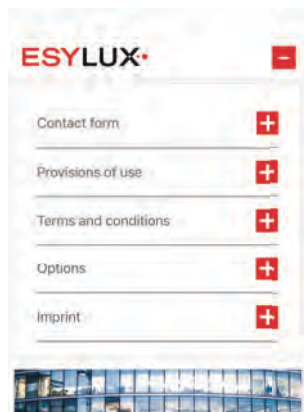 ESYLUX
Contact form
Provisions of use
Terms and conditions
Options
Imprint